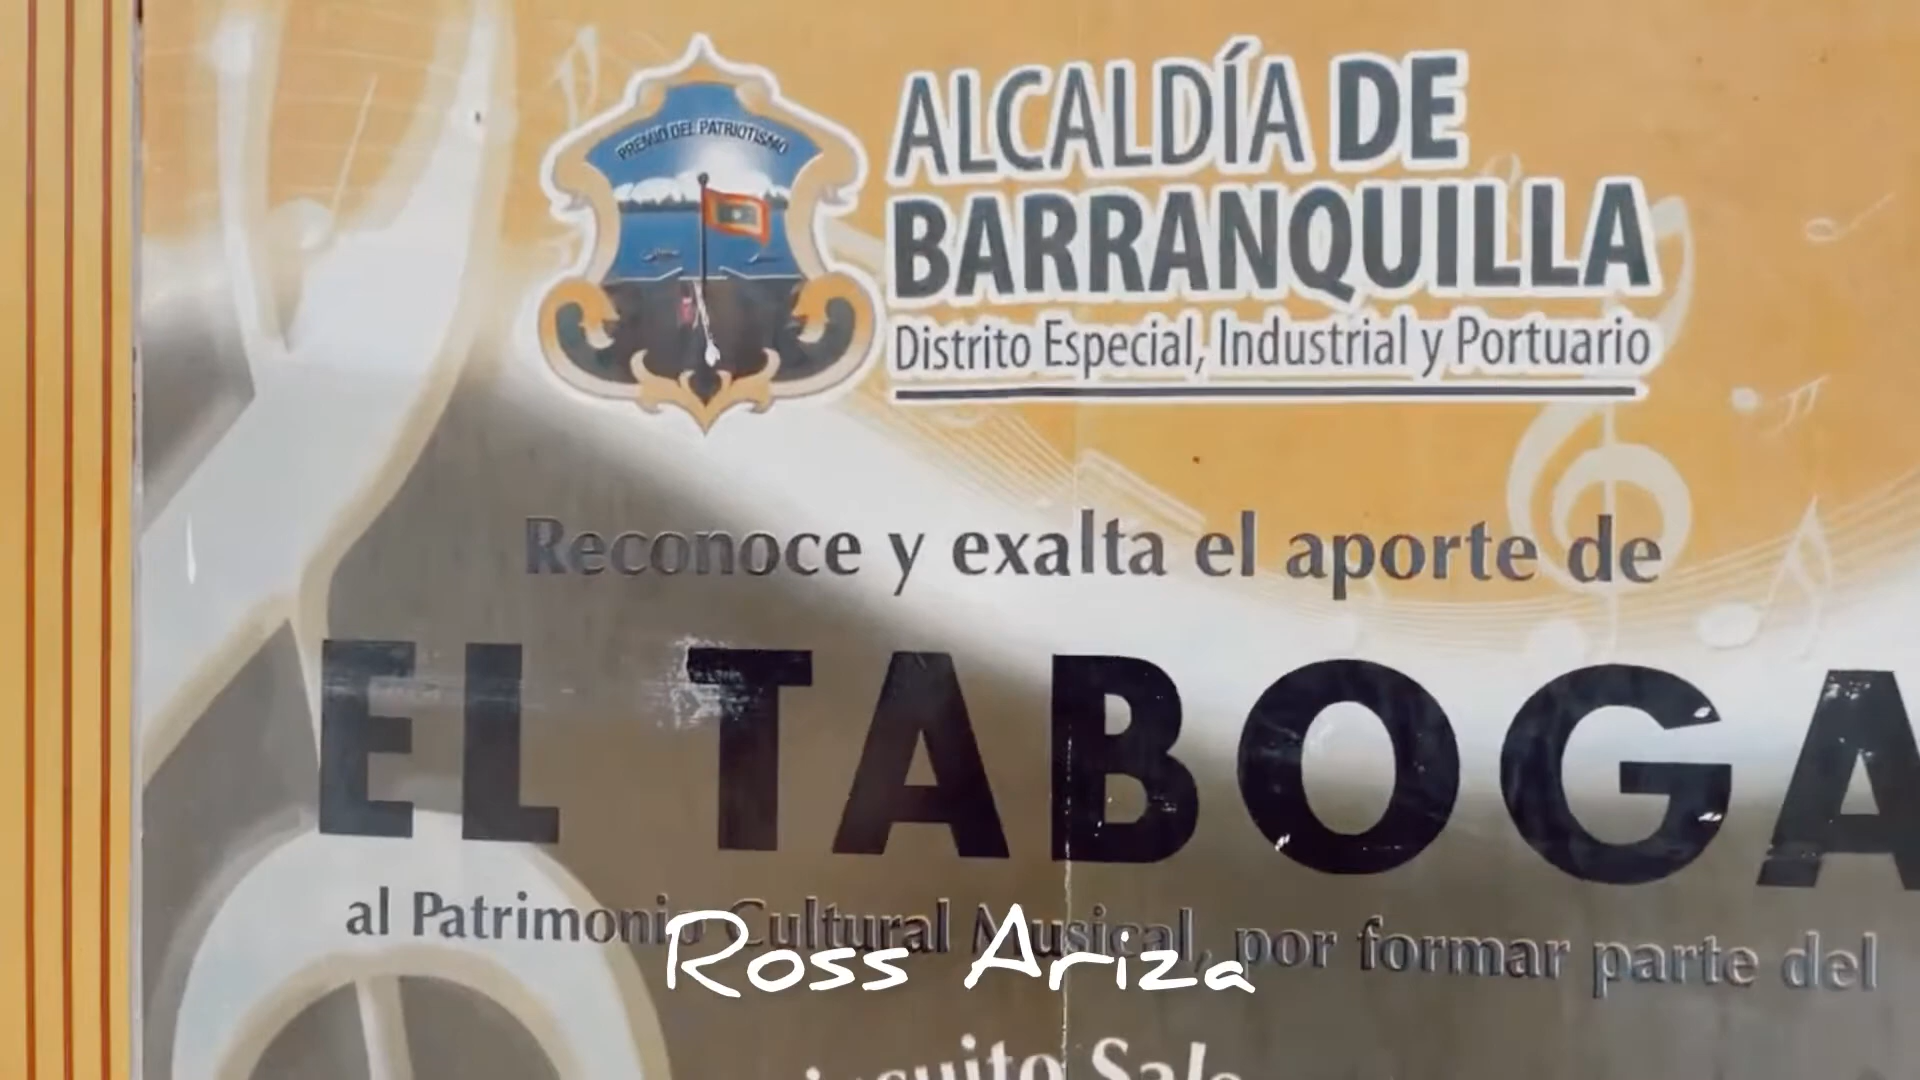 PREMIO DEL PATRIOTISMO
ALCALDÍA DE
BARRANQUILLA
Distrito Especial, Industrial y Portuario
Reconoce y exalta el aporte de
EL TABOGA
al Patrimonio Cultural Musical, por formar parte del
Ross Ariza